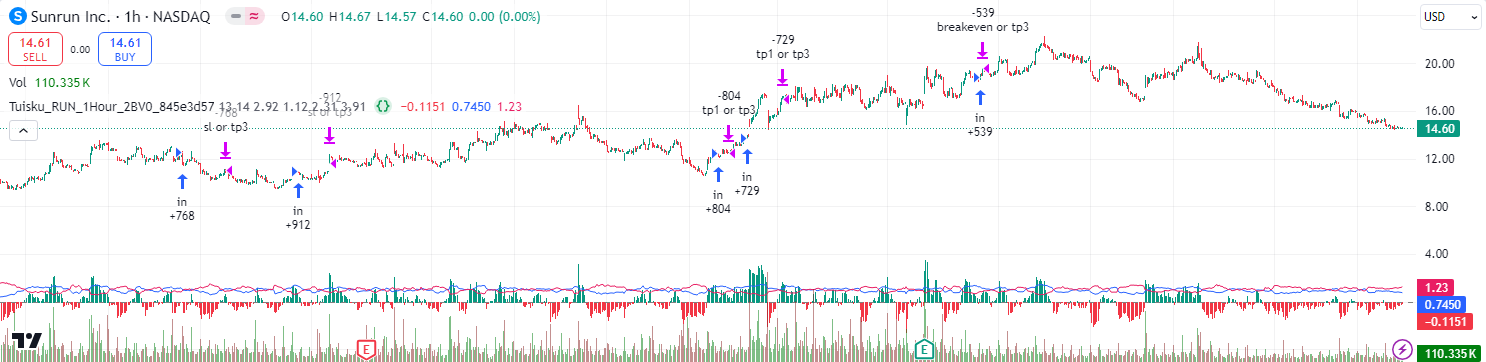 S Sunrun Inc. · 1h · NASDAQ O14.60 H14.67 L14.57 C14.60 0.00 (0.00%)
USD
14.61 SELL
0.00
14.61 BUY
Vol 110.335 K
Tuisku_RUN_1Hour_2BV0_845e3d57 13 14 2.92 1.12 2.31 3.91 {} −0.1151 0.7450 1.23
-768
sl or tp3
-912
sl or tp3
-804
tp1 or tp3
-729
tp1 or tp3
-539
breakeven or tp3
in
+768
in
+912
in
+804
in
+729
in
+539
20.00
16.00
14.60
12.00
8.00
4.00
1.23
0.7450
−0.1151
110.335 K
E
E